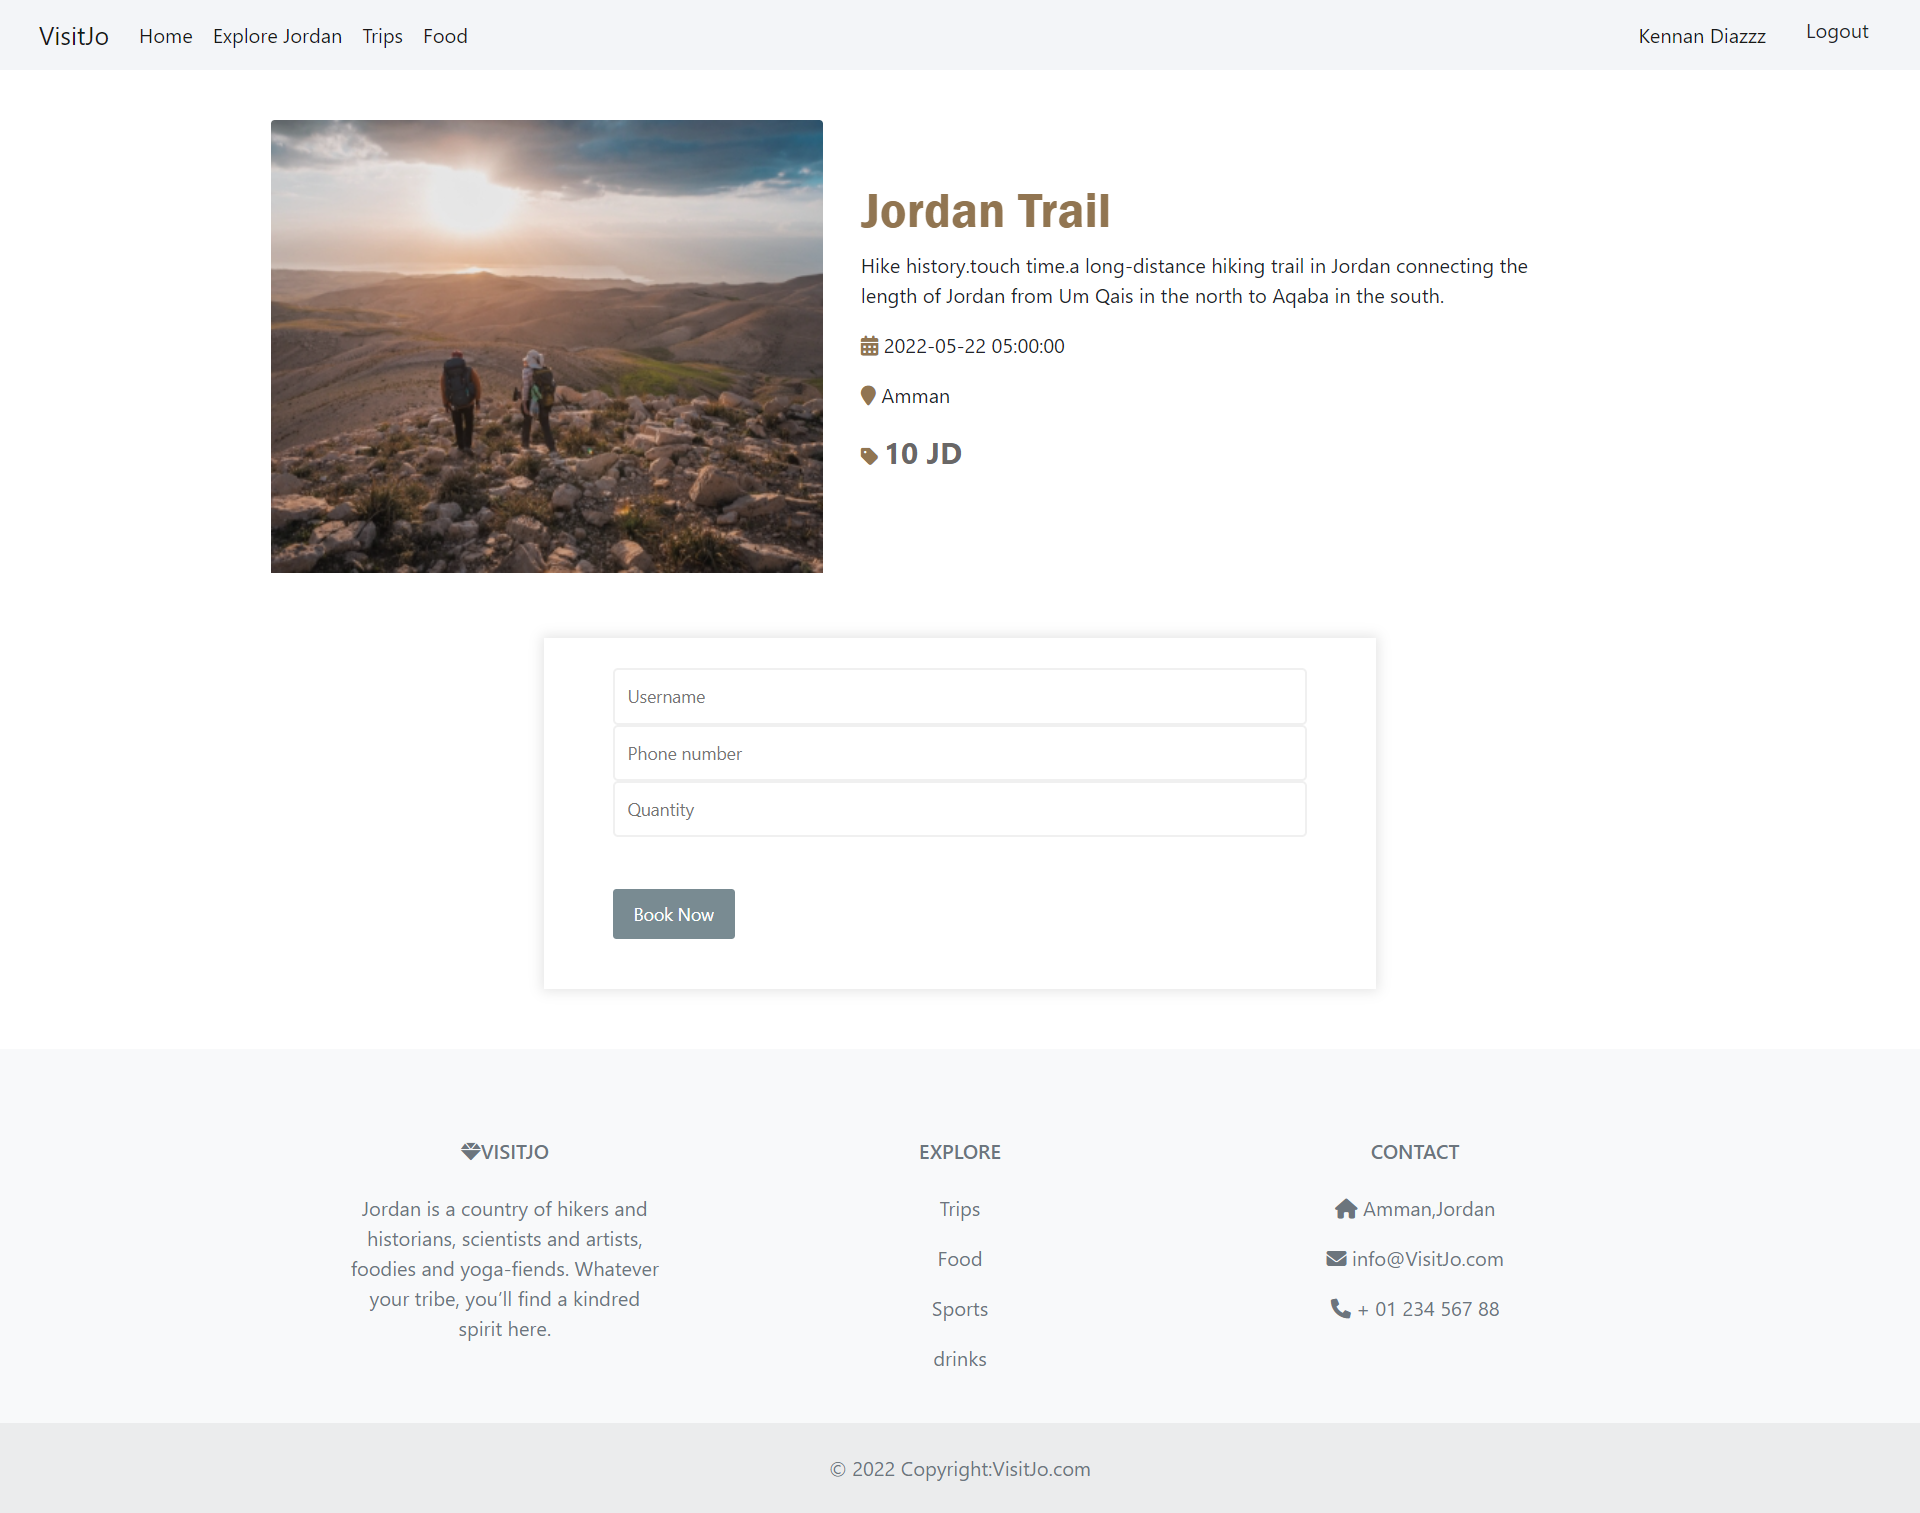 VisitJo Home Explore Jordan Trips Food Kennan Diazzz Logout
Jordan Trail
Hike history.touch time.a long-distance hiking trail in Jordan connecting the
length of Jordan from Um Qais in the north to Aqaba in the south.
2022-05-22 05:00:00
Amman
10 JD
Username
Phone number
Quantity
Book Now
VISITJO
Jordan is a country of hikers and
historians, scientists and artists,
foodies and yoga-fiends. Whatever
your tribe, you’ll find a kindred
spirit here.
EXPLORE
Trips
Food
Sports
drinks
CONTACT
Amman,Jordan
info@VisitJo.com
+ 01 234 567 88
© 2022 Copyright:VisitJo.com